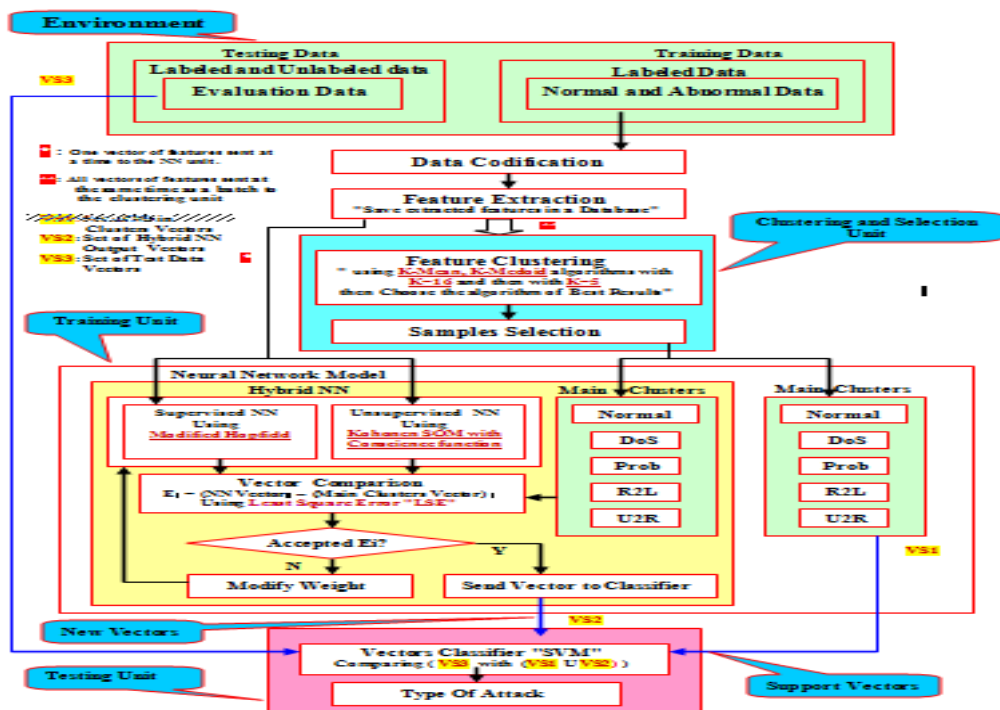 Environment
Testing Data
Training Data
Labeled and Unlabeled data
Labeled Data
VS3
Evaluation Data
Normal and Abnormal Data
* : One vector of features sent at
a time to the NN unit.
Data Codification
** : All vectors of features sent at
the same time as a batch to
the clustering unit
Feature Extraction
"Save extracted features in a Database"
Clusters Vectors
**
Clustering and Selection
Unit
VS2: Set of Hybrid NN
Output Vectors
VS3: Set of Test Data
Vectors
*
Feature Clustering
" using K-Mean, K-Medoid algorithms with
K=16 and then with K=5
then Choose the algorithm of Best Results"
Training Unit
Samples Selection
Neural Network Model
Hybrid NN
Main Clusters
Main Clusters
Supervised NN
Using
Modified Hopfield
Unsupervised NN
Using
Kohonen SOM with
Conscience function
Normal
DoS
Prob
R2L
U2R
Normal
DoS
Prob
R2L
U2R
Vector Comparison
Ei = (NN Vector)i - (Main Clusters Vector) i
Using Least Square Error "LSE"
Accepted Ei?
Y
N
VS1
Modify Weight
Send Vector to Classifier
New Vectors
VS2
Vectors Classifier "SVM"
Comparing ( VS3 with (VS1 U VS2) )
Testing Unit
Type Of Attack
Support Vectors